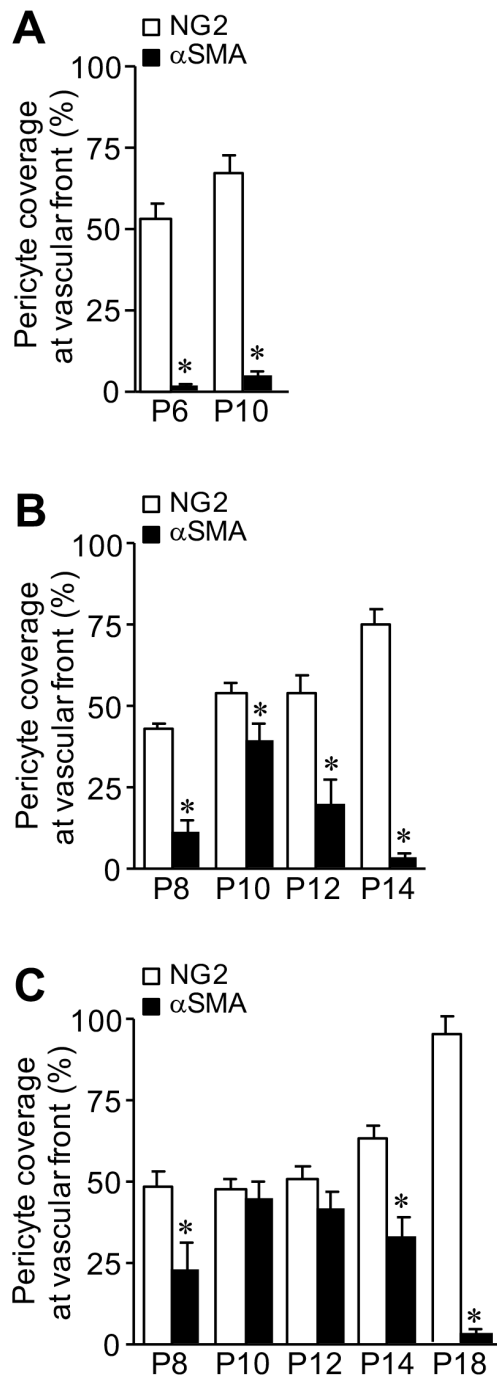 A
NG2
αSMA
Pericyte coverage
at vascular front (%)
100
75
50
25
0
*
*
P6 P10
B
NG2
αSMA
Pericyte coverage
at vascular front (%)
100
75
50
25
0
*
*
*
*
P8 P10 P12 P14
C
NG2
αSMA
Pericyte coverage
at vascular front (%)
100
75
50
25
0
*
*
*
P8 P10 P12 P14 P18